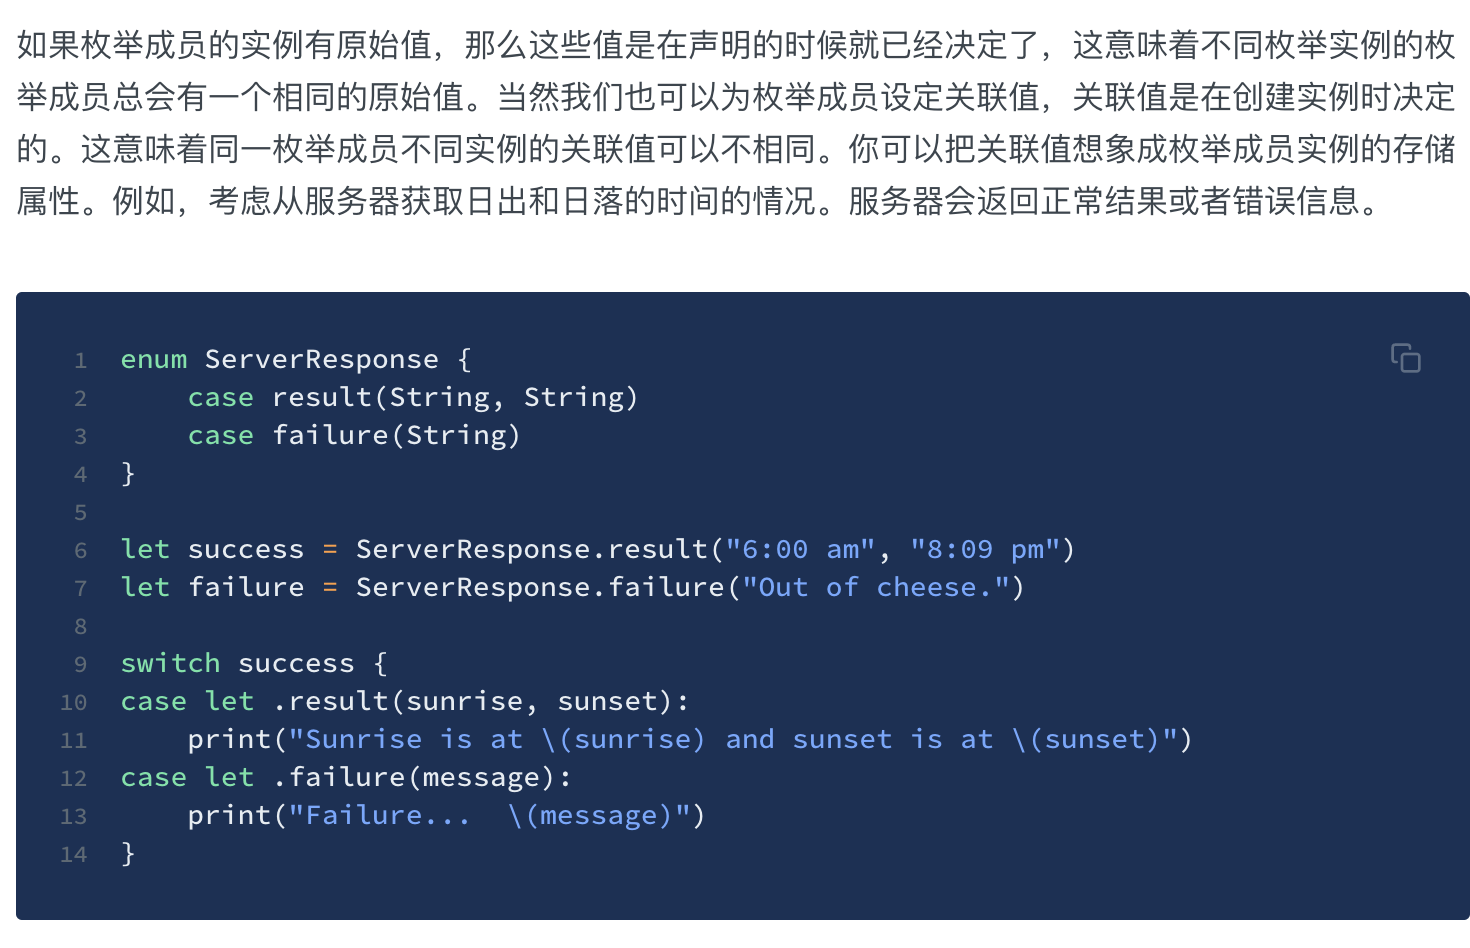 如果枚举成员的实例有原始值，那么这些值是在声明的时候就已经决定了，这意味着不同枚举实例的枚
举成员总会有一个相同的原始值。当然我们也可以为枚举成员设定关联值，关联值是在创建实例时决定
的。这意味着同一枚举成员不同实例的关联值可以不相同。你可以把关联值想象成枚举成员实例的存储
属性。例如，考虑从服务器获取日出和日落的时间的情况。服务器会返回正常结果或者错误信息。
1 enum ServerResponse {
2     case result(String, String)
3     case failure(String)
4 }
5
6 let success = ServerResponse.result("6:00 am", "8:09 pm")
7 let failure = ServerResponse.failure("Out of cheese.")
8
9 switch success {
10 case let .result(sunrise, sunset):
11     print("Sunrise is at \(sunrise) and sunset is at \(sunset)")
12 case let .failure(message):
13     print("Failure...  \(message)")
14 }